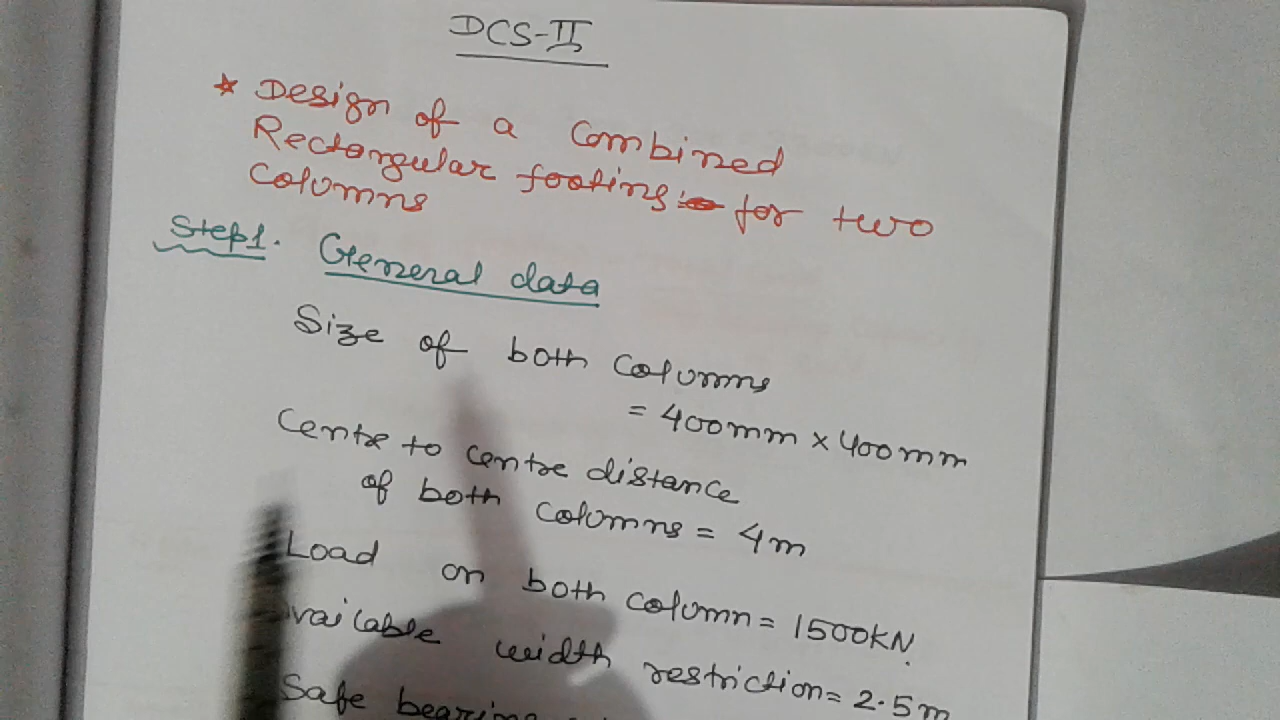 DCS-II
* Design of a Combined
Rectangular footing for two
Columns
Step1. General data
Size of both Columns
= 400mm × 400mm
Centre to centre distance
of both columns = 4m
Load on both column = 1500KN.
width restriction = 2.5m
Safe bearing